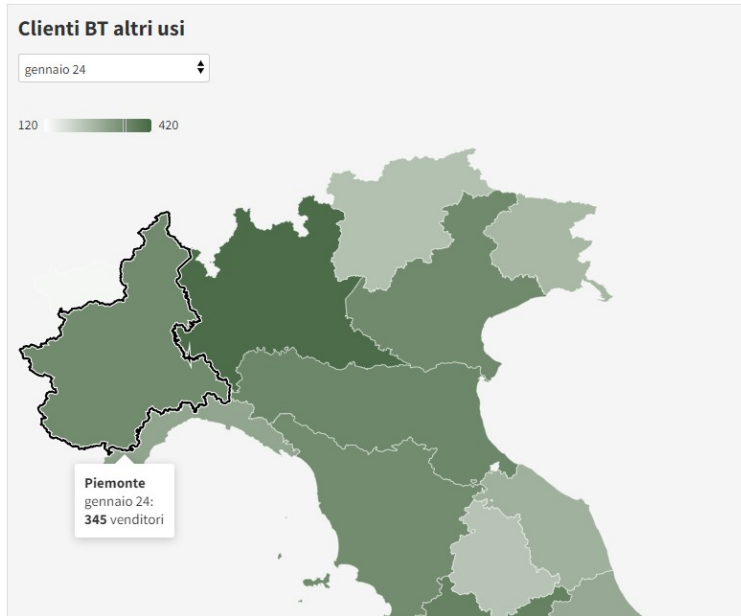 Clienti BT altri usi
gennaio 24
120 420
Piemonte
gennaio 24:
345 venditori